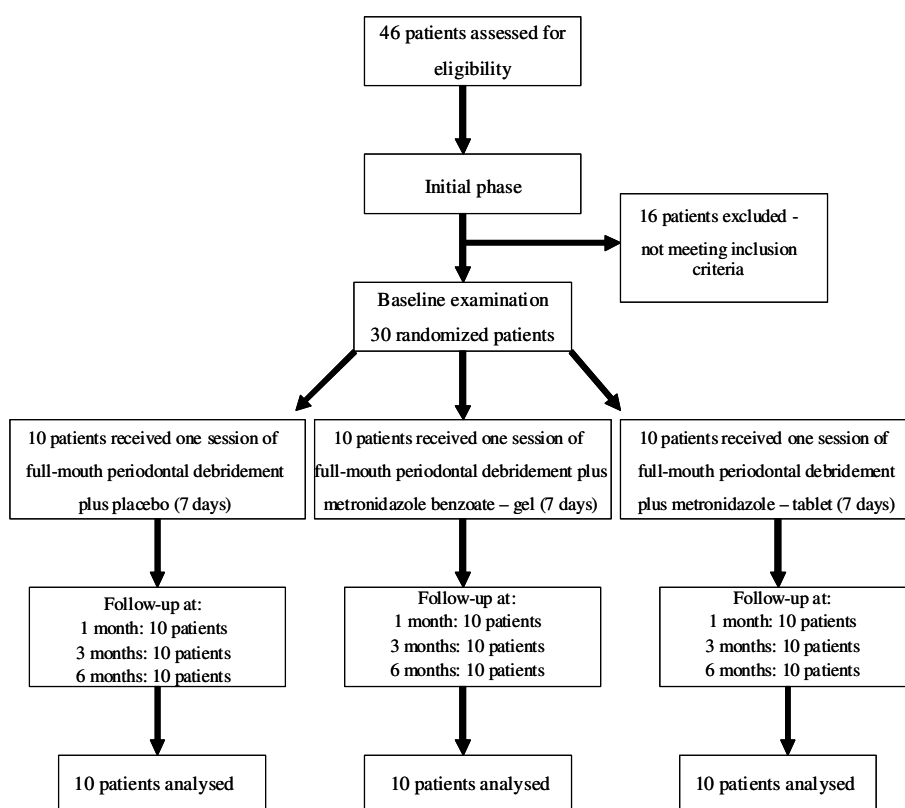 46 patients assessed for
eligibility
Initial phase
16 patients excluded -
not meeting inclusion
criteria
Baseline examination
30 randomized patients
10 patients received one session of
full-mouth periodontal debridement
plus placebo (7 days)
10 patients received one session of
full-mouth periodontal debridement plus
metronidazole benzoate – gel (7 days)
10 patients received one session of
full-mouth periodontal debridement
plus metronidazole – tablet (7 days)
Follow-up at:
1 month: 10 patients
3 months: 10 patients
6 months: 10 patients
Follow-up at:
1 month: 10 patients
3 months: 10 patients
6 months: 10 patients
Follow-up at:
1 month: 10 patients
3 months: 10 patients
6 months: 10 patients
10 patients analysed
10 patients analysed
10 patients analysed